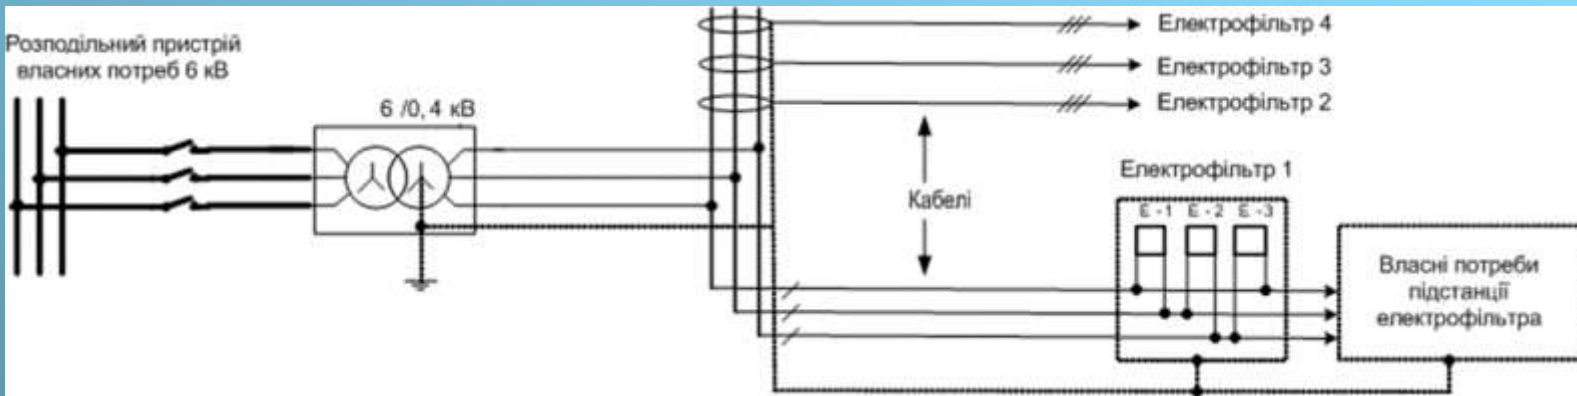 Розподільний пристрій
власних потреб 6 кВ
6 /0, 4 кВ
Електрофільтр 4
Електрофільтр 3
Електрофільтр 2
Кабелі
Електрофільтр 1
E - 1 E - 2 E - 3
Власні потреби
підстанції
електрофільтра